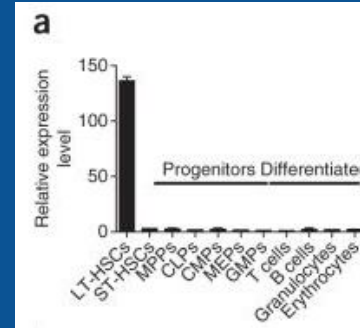 a
Relative expression
level
150
100
50
0
Progenitors Differentiated
LT-HSCs
ST-HSCs
MPPs
CLPs
CMPs
MEPs
GMPs
T cells
B cells
Granulocytes
Erythrocytes